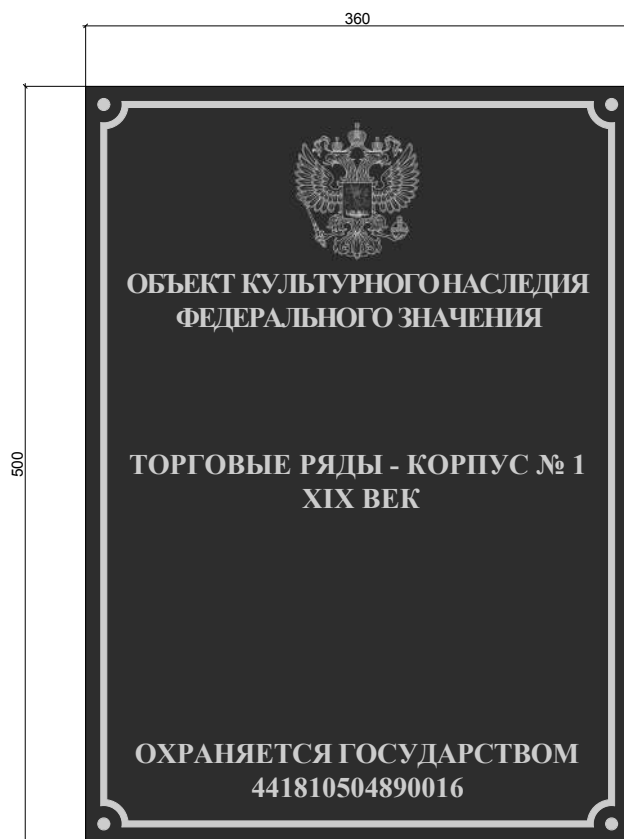 360
500
ОБЪЕКТ КУЛЬТУРНОГО НАСЛЕДИЯ
ФЕДЕРАЛЬНОГО ЗНАЧЕНИЯ
ТОРГОВЫЕ РЯДЫ - КОРПУС № 1
XIX ВЕК
ОХРАНЯЕТСЯ ГОСУДАРСТВОМ
441810504890016